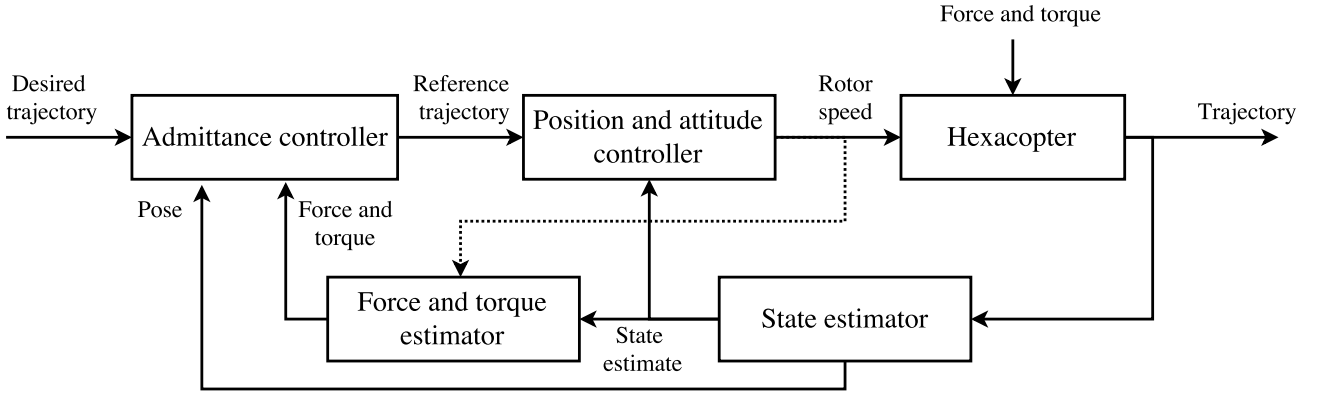 Force and torque
Desired
trajectory
Admittance controller
Reference
trajectory
Position and attitude
controller
Rotor
speed
Hexacopter
Trajectory
Pose
Force and
torque
Force and torque
estimator
State
estimate
State estimator